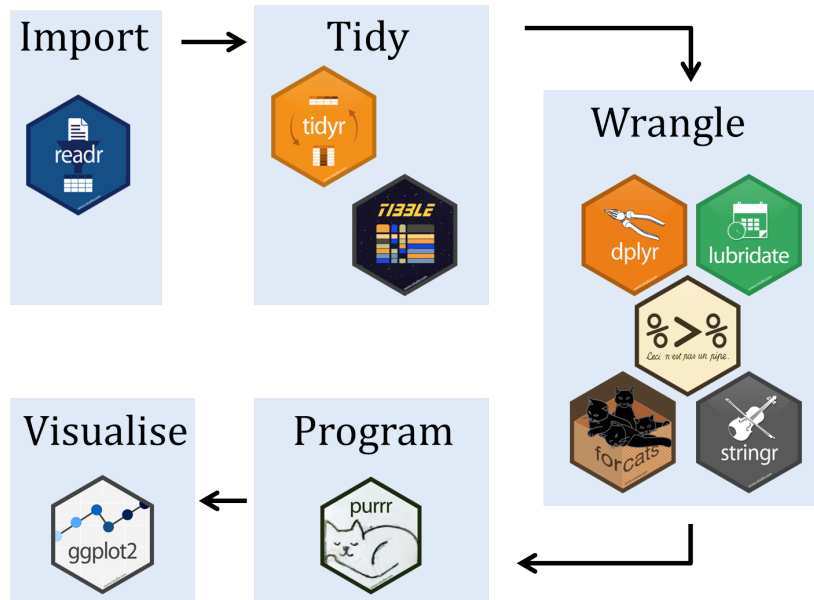 Import
Tidy
readr
tidyr
TIBBLE
Wrangle
dplyr
lubridate
%>%
Ceci n'est pas un pipe.
forcats
stringr
Visualise
Program
ggplot2
purrr